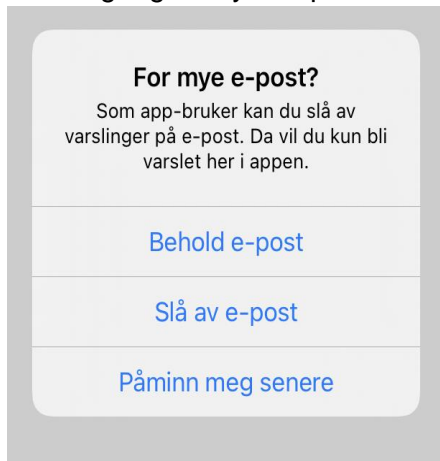 For mye e-post?
Som app-bruker kan du slå av
varslinger på e-post. Da vil du kun bli
varslet her i appen.
Behold e-post
Slå av e-post
Påminn meg senere